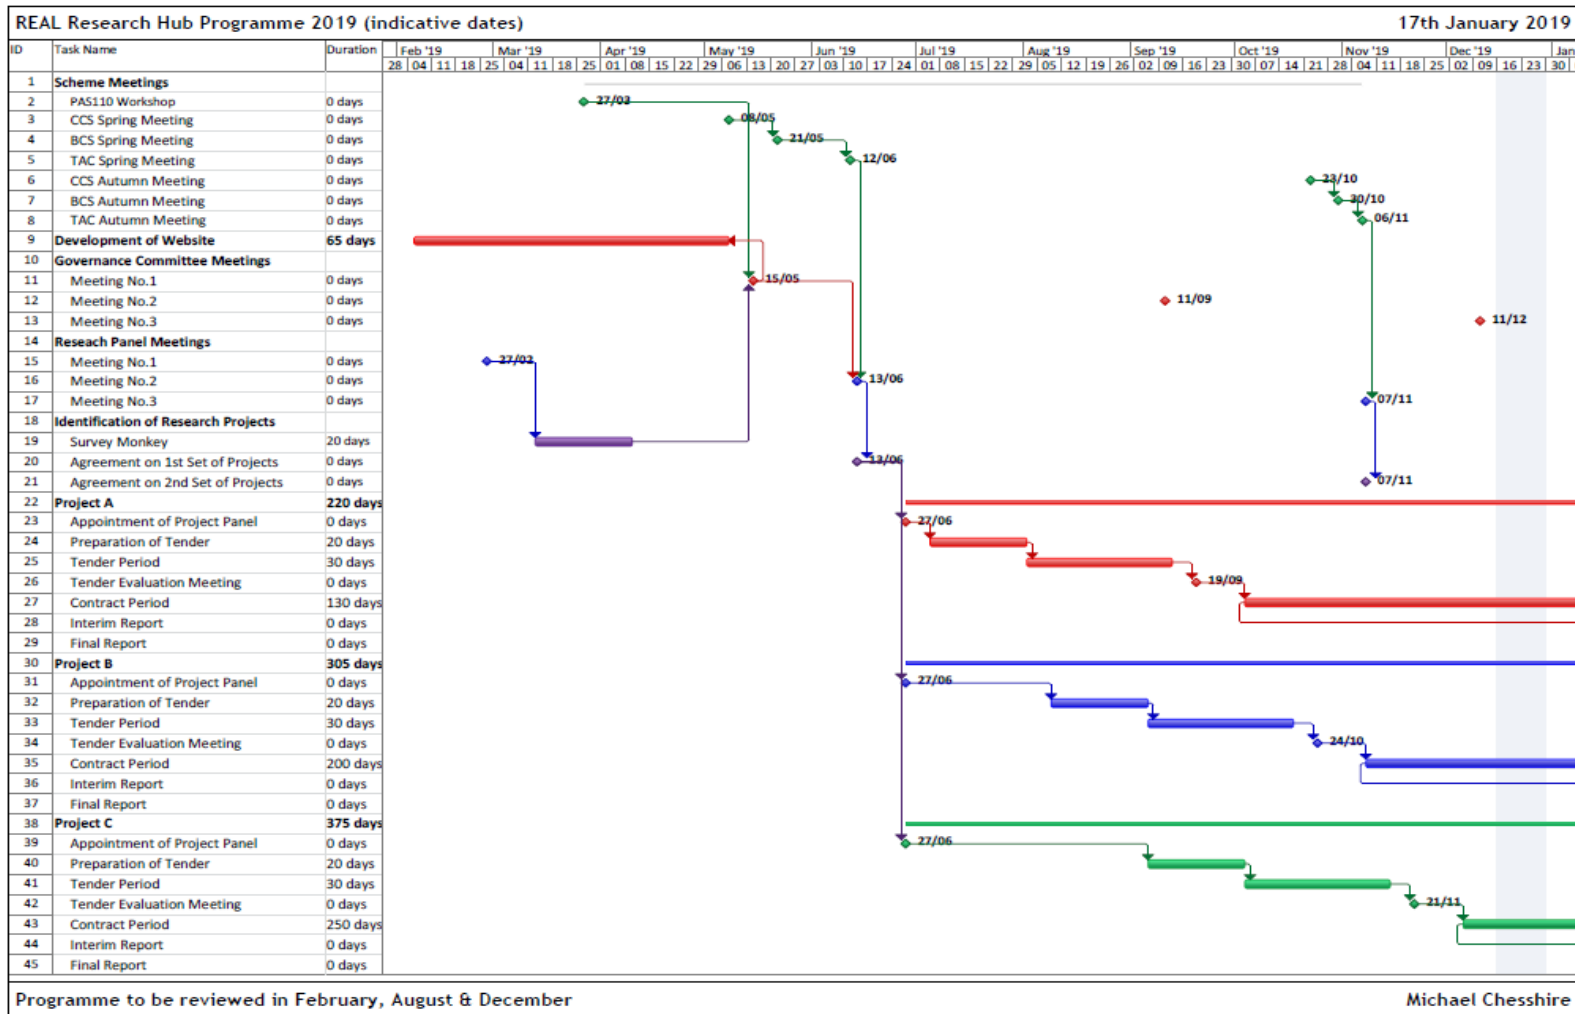 REAL Research Hub Programme 2019 (indicative dates) 17th January 2019
ID Task Name Duration Feb '19 Mar '19 Apr '19 May '19 Jun '19 Jul '19 Aug '19 Sep '19 Oct '19 Nov '19 Dec '19 Jan
28 04 11 18 25 04 11 18 25 01 08 15 22 29 06 13 20 27 03 10 17 24 01 08 15 22 29 05 12 19 26 02 09 16 23 30 07 14 21 28 04 11 18 25 02 09 16 23 30
1 Scheme Meetings
2 PAS110 Workshop 0 days 27/03
3 CCS Spring Meeting 0 days 08/05
4 BCS Spring Meeting 0 days 21/05
5 TAC Spring Meeting 0 days 12/06
6 CCS Autumn Meeting 0 days 23/10
7 BCS Autumn Meeting 0 days 30/10
8 TAC Autumn Meeting 0 days 06/11
9 Development of Website 65 days
10 Governance Committee Meetings
11 Meeting No.1 0 days 15/05
12 Meeting No.2 0 days 11/09
13 Meeting No.3 0 days 11/12
14 Reseach Panel Meetings
15 Meeting No.1 0 days 27/02
16 Meeting No.2 0 days 13/06
17 Meeting No.3 0 days 07/11
18 Identification of Research Projects
19 Survey Monkey 20 days
20 Agreement on 1st Set of Projects 0 days 13/06
21 Agreement on 2nd Set of Projects 0 days 07/11
22 Project A 220 days
23 Appointment of Project Panel 0 days 27/06
24 Preparation of Tender 20 days
25 Tender Period 30 days
26 Tender Evaluation Meeting 0 days 19/09
27 Contract Period 130 days
28 Interim Report 0 days
29 Final Report 0 days
30 Project B 305 days
31 Appointment of Project Panel 0 days 27/06
32 Preparation of Tender 20 days
33 Tender Period 30 days
34 Tender Evaluation Meeting 0 days 24/10
35 Contract Period 200 days
36 Interim Report 0 days
37 Final Report 0 days
38 Project C 375 days
39 Appointment of Project Panel 0 days 27/06
40 Preparation of Tender 20 days
41 Tender Period 30 days
42 Tender Evaluation Meeting 0 days 21/11
43 Contract Period 250 days
44 Interim Report 0 days
45 Final Report 0 days
Programme to be reviewed in February, August & December Michael Chesshire